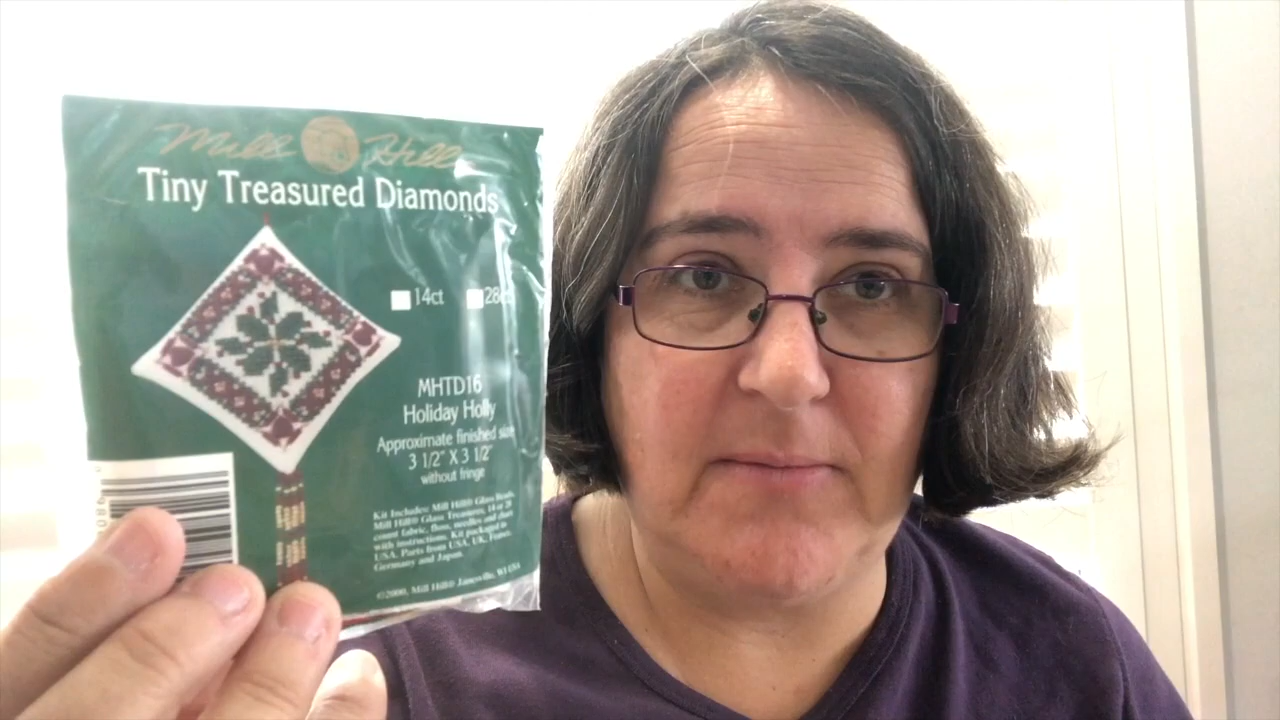 Mill Hill
Tiny Treasured Diamonds
14ct 28ct
MHTD16
Holiday Holly
Approximate finished size
3 1/2" X 3 1/2"
without fringe
Kit Includes: Mill Hill® Glass Beads,
Mill Hill® Glass Treasures, 14 or 28
count fabric, floss, needles and chart
with instructions. Kit packaged in
USA. Parts from USA, UK, France,
Germany and Japan.
©2000, Mill Hill® Janesville, WI USA